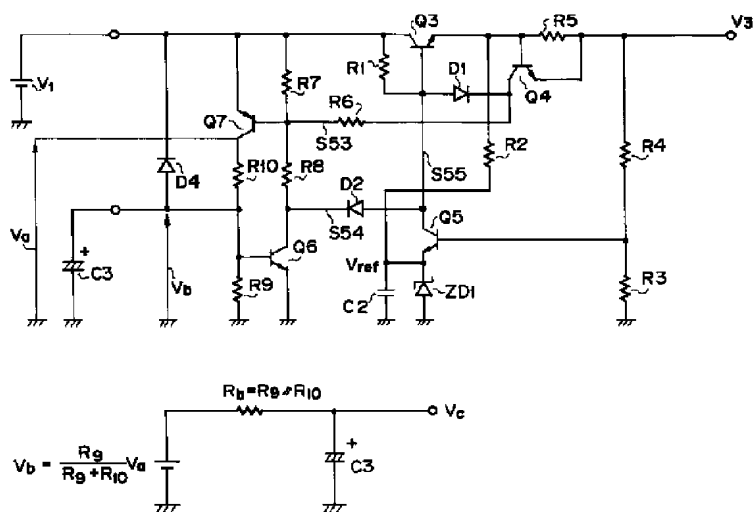 Q3
R5
V3
R1
D1
Q4
V1
R7
R6
Q7
S53
R2
R4
S55
R10
R8
D2
D4
S54
Q5
Va
Q6
Vref
C3
+
Vb
R9
C2
ZD1
R3
Rb=R9//R10
Vc
+
Vb = R9/(R9+R10) Va
C3